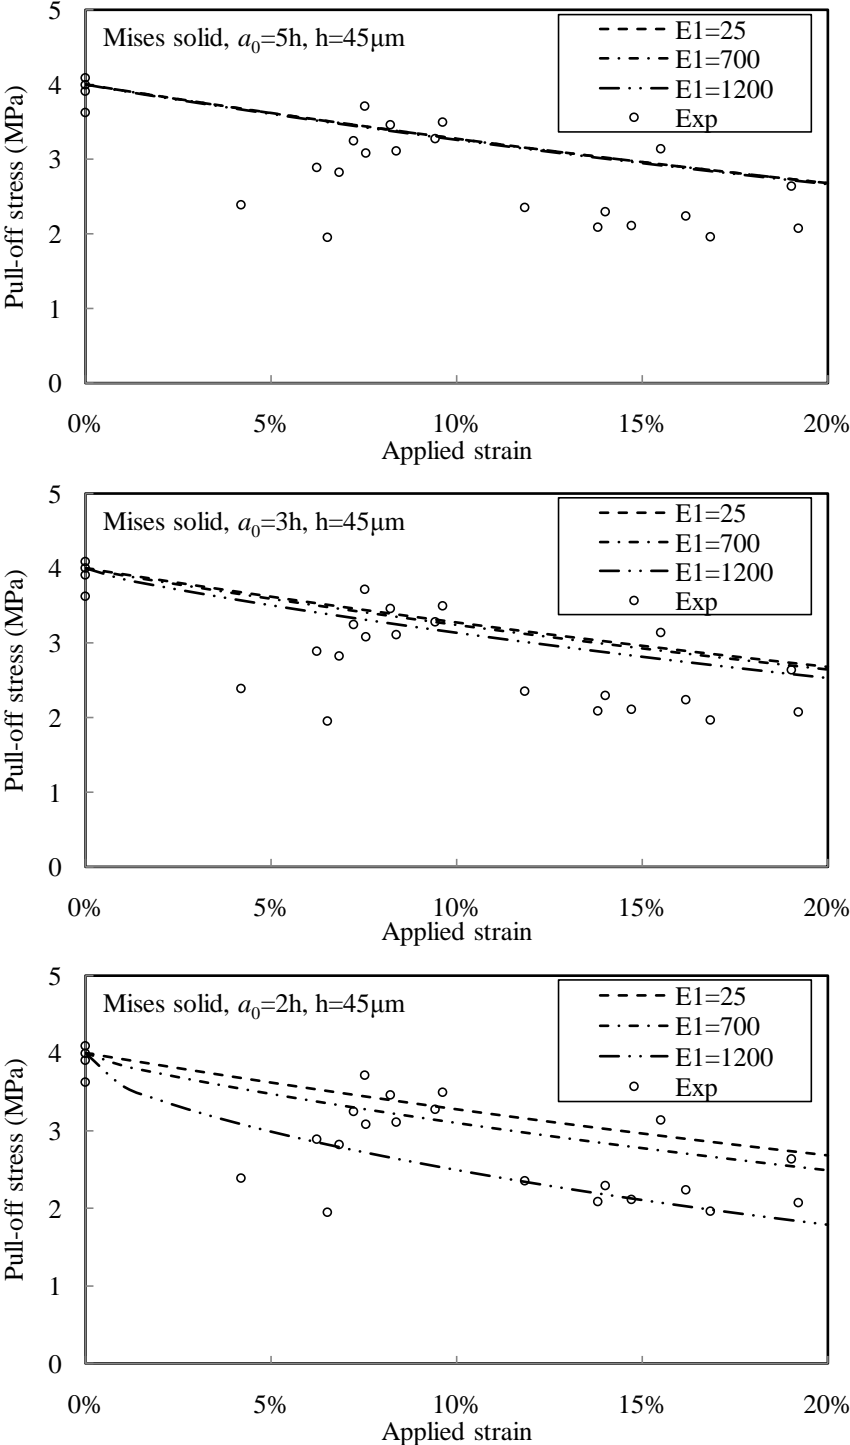 Mises solid, a0=5h, h=45μm
E1=25
E1=700
E1=1200
Exp
Pull-off stress (MPa)
5
4
3
2
1
0
0% 5% 10% 15% 20%
Applied strain
Mises solid, a0=3h, h=45μm
E1=25
E1=700
E1=1200
Exp
Pull-off stress (MPa)
5
4
3
2
1
0
0% 5% 10% 15% 20%
Applied strain
Mises solid, a0=2h, h=45μm
E1=25
E1=700
E1=1200
Exp
Pull-off stress (MPa)
5
4
3
2
1
0
0% 5% 10% 15% 20%
Applied strain